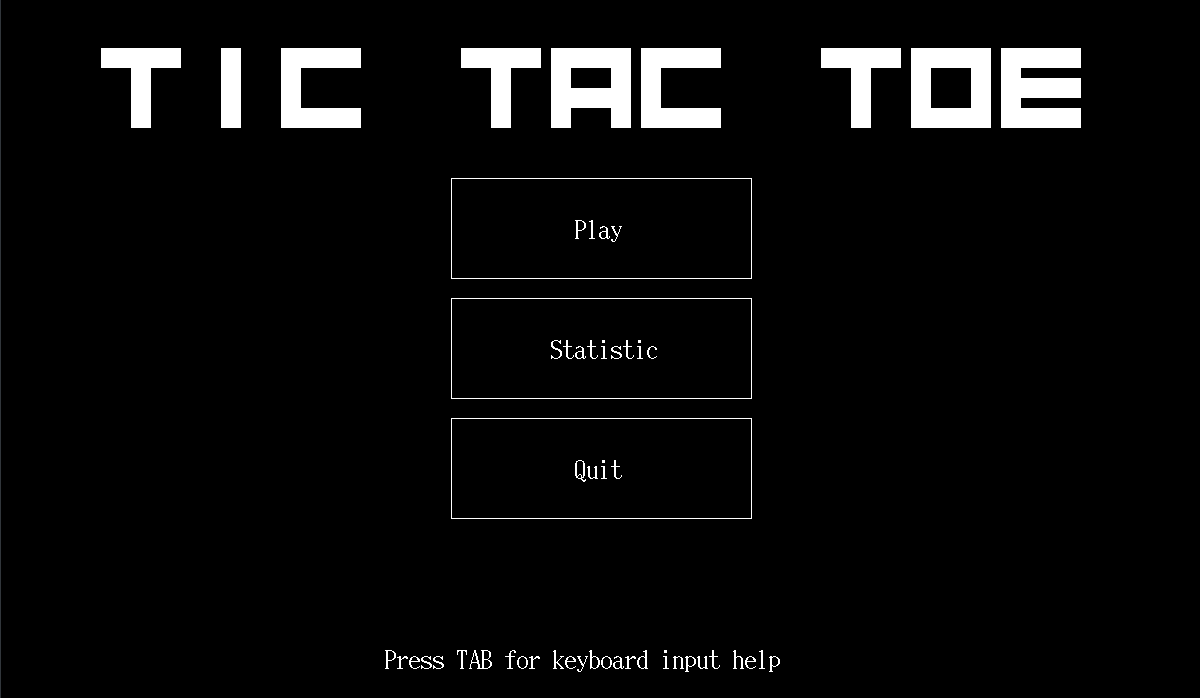 TIC TAC TOE
Play
Statistic
Quit
Press TAB for keyboard input help